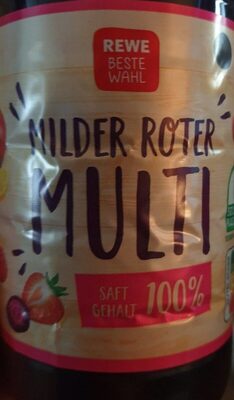 REWE
BESTE
WAHL
MILDER ROTER
MULTI
SAFT
GEHALT 100%